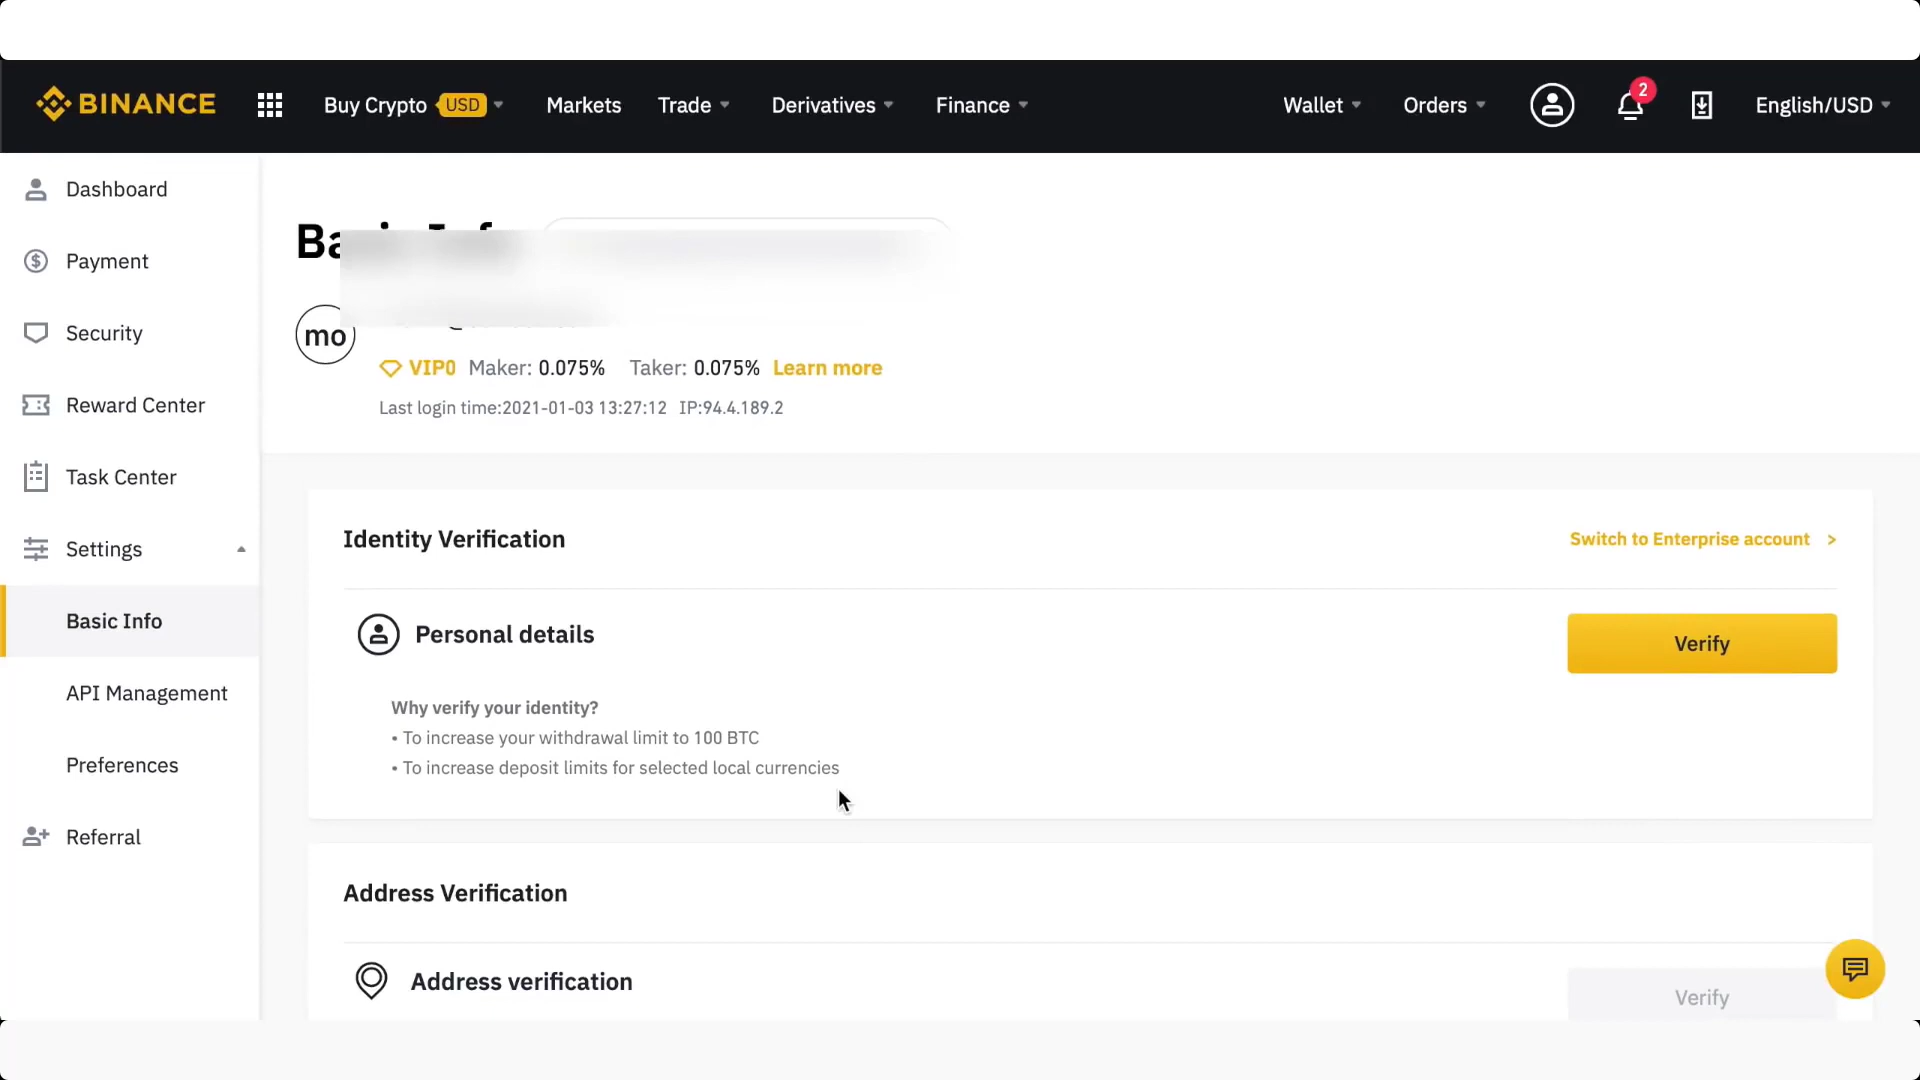 BINANCE
Buy Crypto USD Markets Trade Derivatives Finance Wallet Orders 2 English/USD
Dashboard
Payment
Security
Reward Center
Task Center
Settings
Basic Info
API Management
Preferences
Referral
Basic Info
mo
VIP0 Maker: 0.075% Taker: 0.075% Learn more
Last login time:2021-01-03 13:27:12 IP:94.4.189.2
Identity Verification
Switch to Enterprise account >
Personal details
Verify
Why verify your identity?
• To increase your withdrawal limit to 100 BTC
• To increase deposit limits for selected local currencies
Address Verification
Address verification
Verify